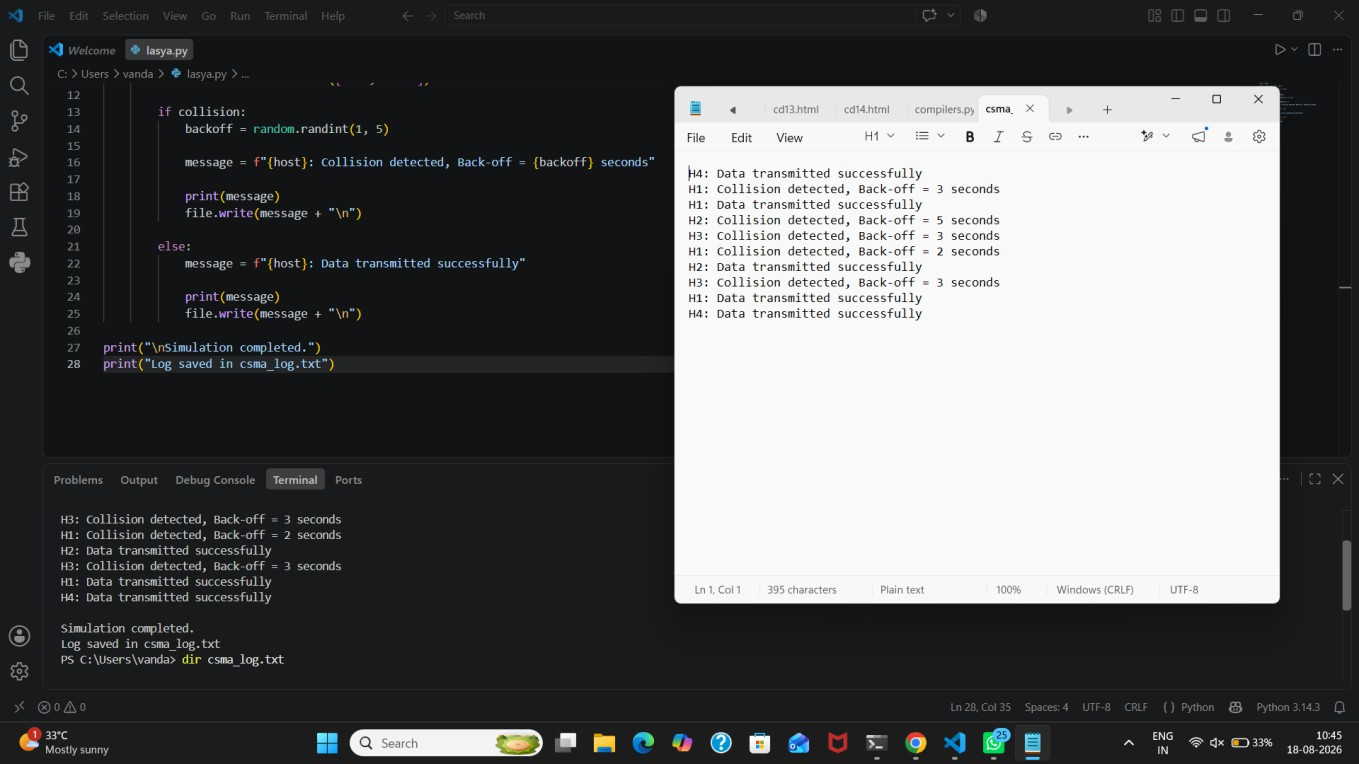 File Edit Selection View Go Run Terminal Help
Search
Welcome
lasya.py
C: > Users > vanda > lasya.py > ...
12
13 if collision:
14 backoff = random.randint(1, 5)
15
16 message = f"{host}: Collision detected, Back-off = {backoff} seconds"
17
18 print(message)
19 file.write(message + "\n")
20
21 else:
22 message = f"{host}: Data transmitted successfully"
23
24 print(message)
25 file.write(message + "\n")
26
27 print("\nSimulation completed.")
28 print("Log saved in csma_log.txt")
cd13.html cd14.html compilers.py csma_
File Edit View H1 B I S
H4: Data transmitted successfully
H1: Collision detected, Back-off = 3 seconds
H1: Data transmitted successfully
H2: Collision detected, Back-off = 5 seconds
H3: Collision detected, Back-off = 3 seconds
H1: Collision detected, Back-off = 2 seconds
H2: Data transmitted successfully
H3: Collision detected, Back-off = 3 seconds
H1: Data transmitted successfully
H4: Data transmitted successfully
Ln 1, Col 1 395 characters Plain text 100% Windows (CRLF) UTF-8
Problems Output Debug Console Terminal Ports
H3: Collision detected, Back-off = 3 seconds
H1: Collision detected, Back-off = 2 seconds
H2: Data transmitted successfully
H3: Collision detected, Back-off = 3 seconds
H1: Data transmitted successfully
H4: Data transmitted successfully
Simulation completed.
Log saved in csma_log.txt
PS C:\Users\vanda> dir csma_log.txt
0 0 Ln 28, Col 35 Spaces: 4 UTF-8 CRLF {} Python Python 3.14.3
1
33°C
Mostly sunny
Search
25
ENG
IN
33%
10:45
18-08-2026